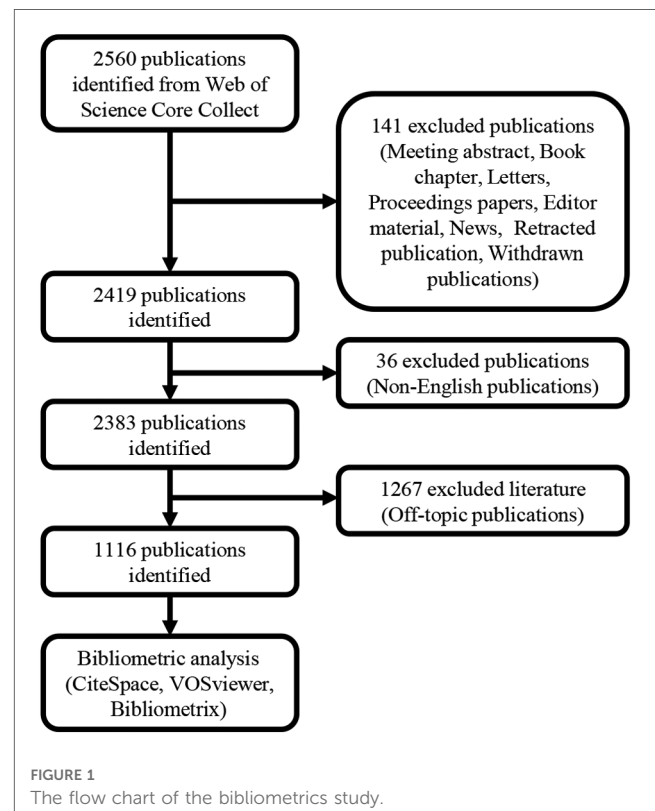 2560 publications
identified from Web of
Science Core Collect
141 excluded publications
(Meeting abstract, Book
chapter, Letters,
Proceedings papers, Editor
material, News, Retracted
publication, Withdrawn
publications)
2419 publications
identified
36 excluded publications
(Non-English publications)
2383 publications
identified
1267 excluded literature
(Off-topic publications)
1116 publications
identified
Bibliometric analysis
(CiteSpace, VOSviewer,
Bibliometrix)
FIGURE 1
The flow chart of the bibliometrics study.